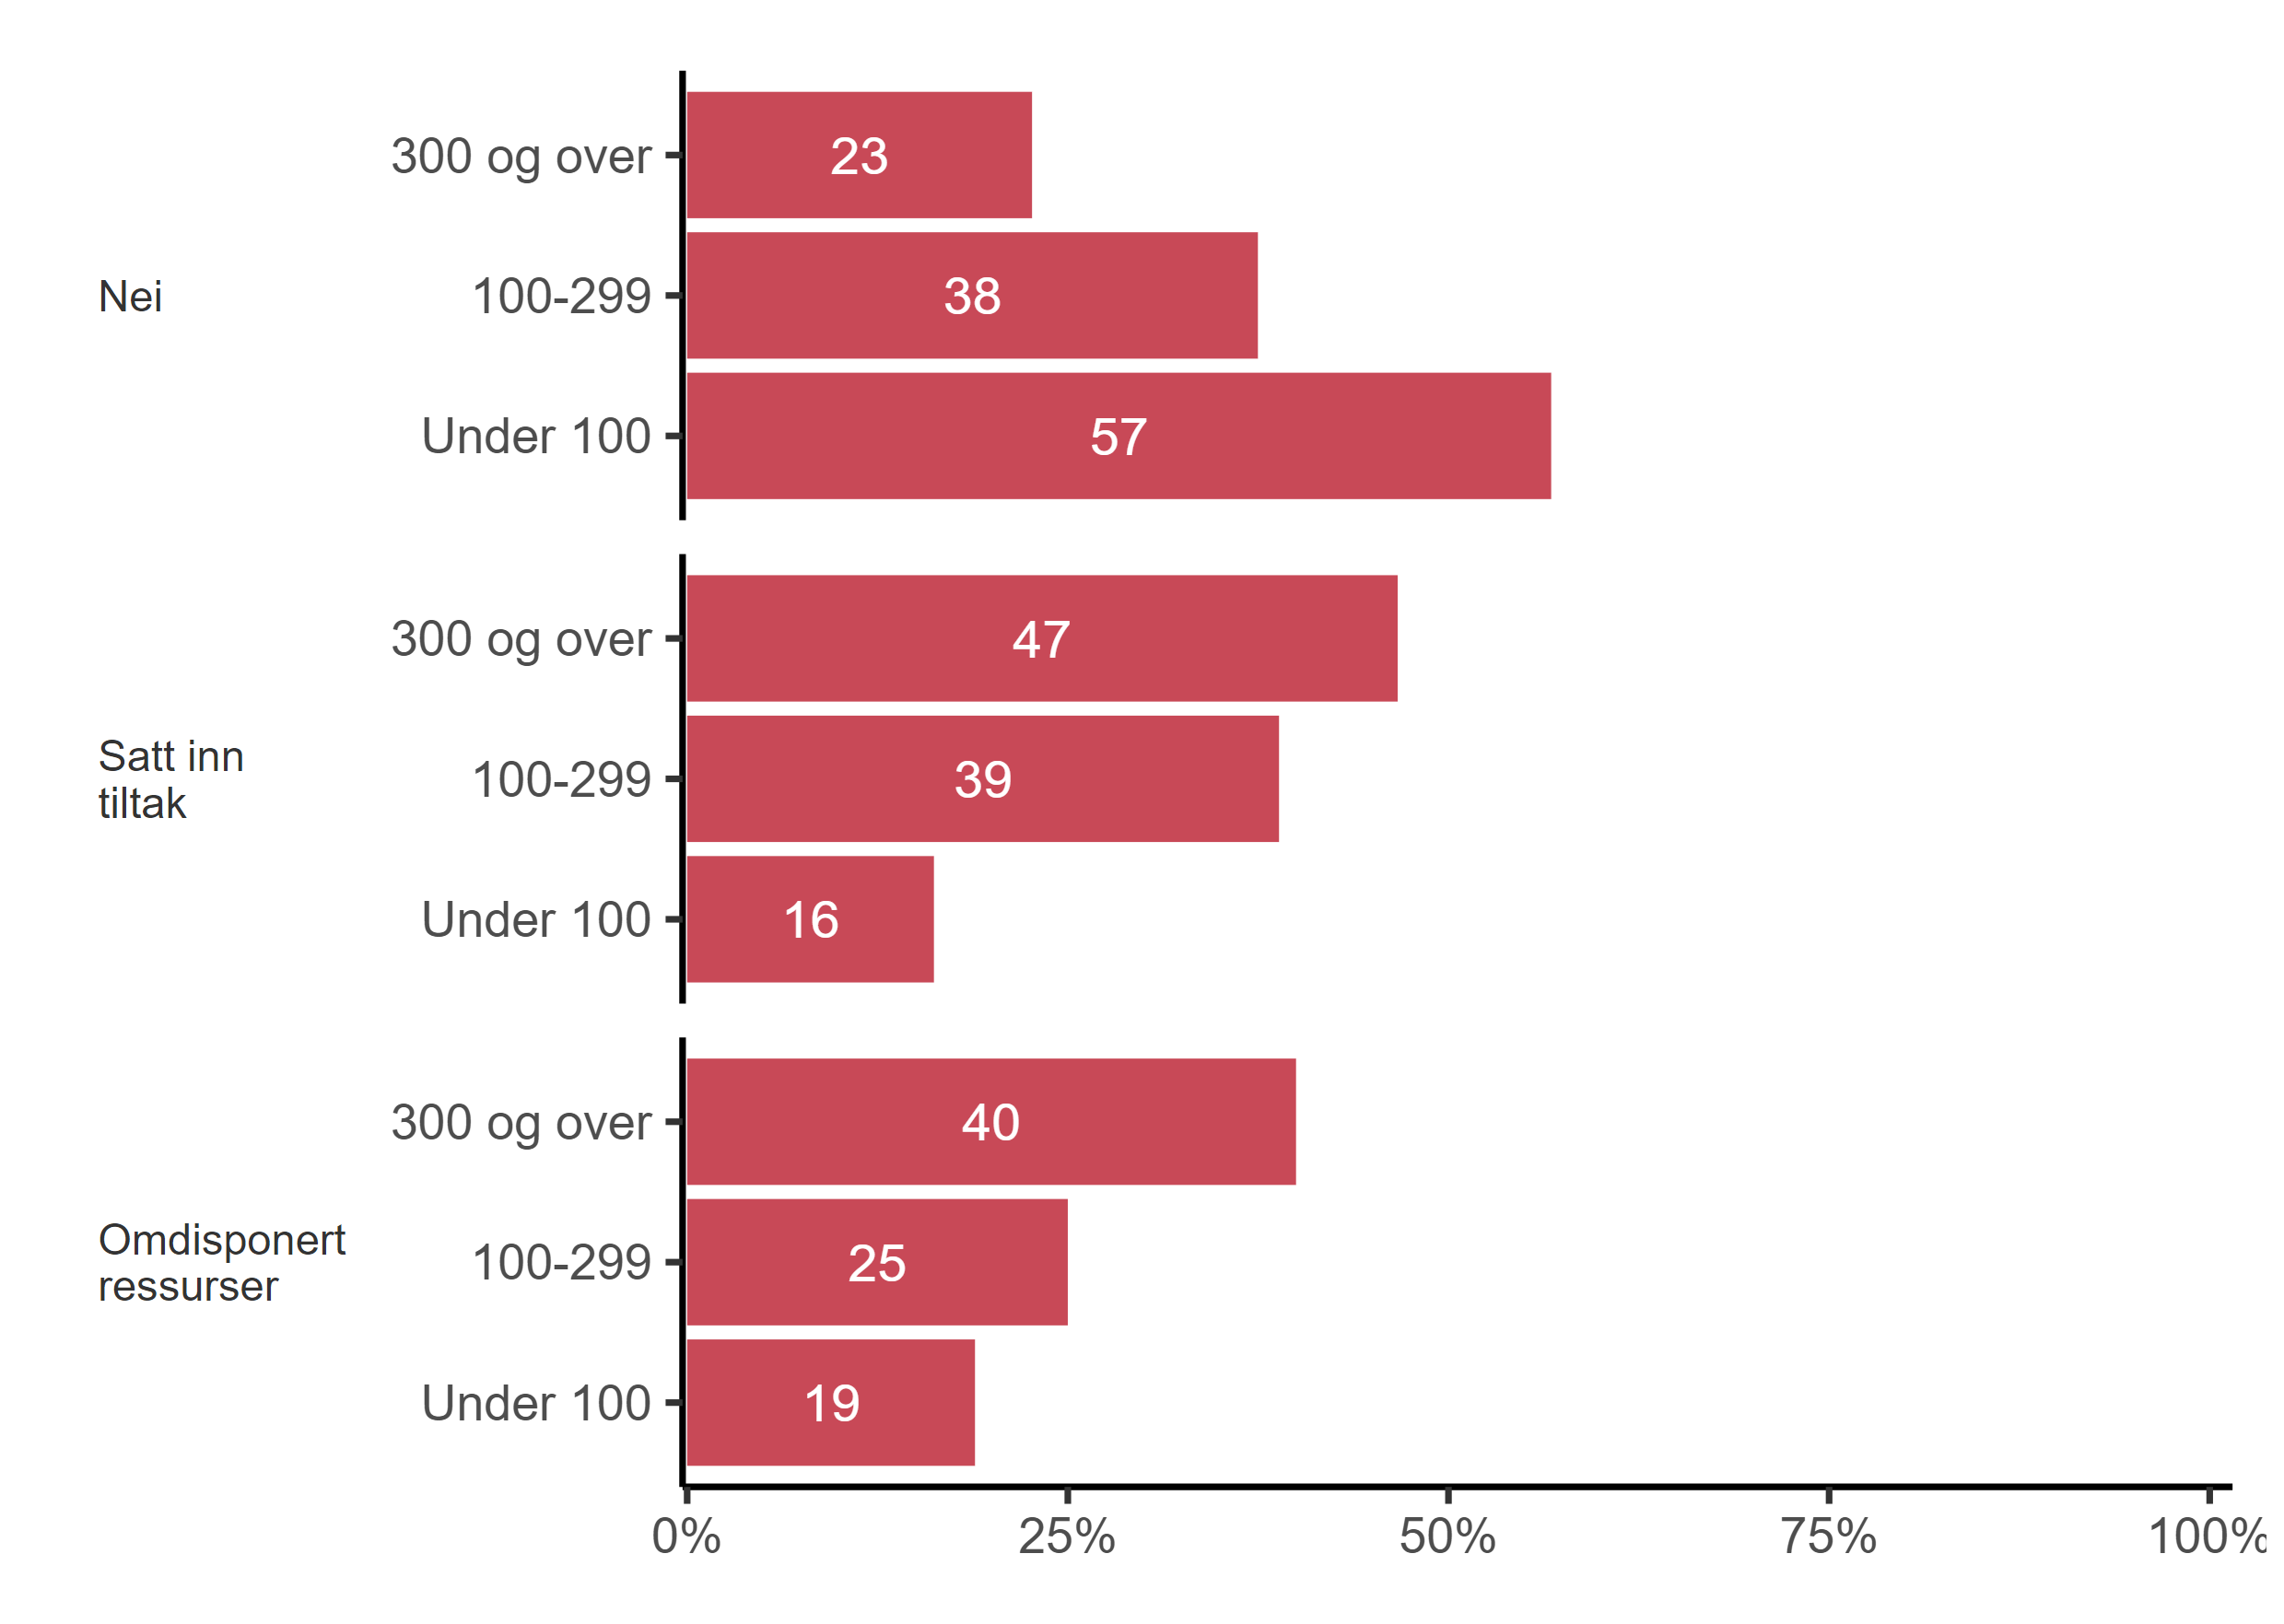 Nei
300 og over 23
100-299 38
Under 100 57
Satt inn
tiltak
300 og over 47
100-299 39
Under 100 16
Omdisponert
ressurser
300 og over 40
100-299 25
Under 100 19
0% 25% 50% 75% 100%